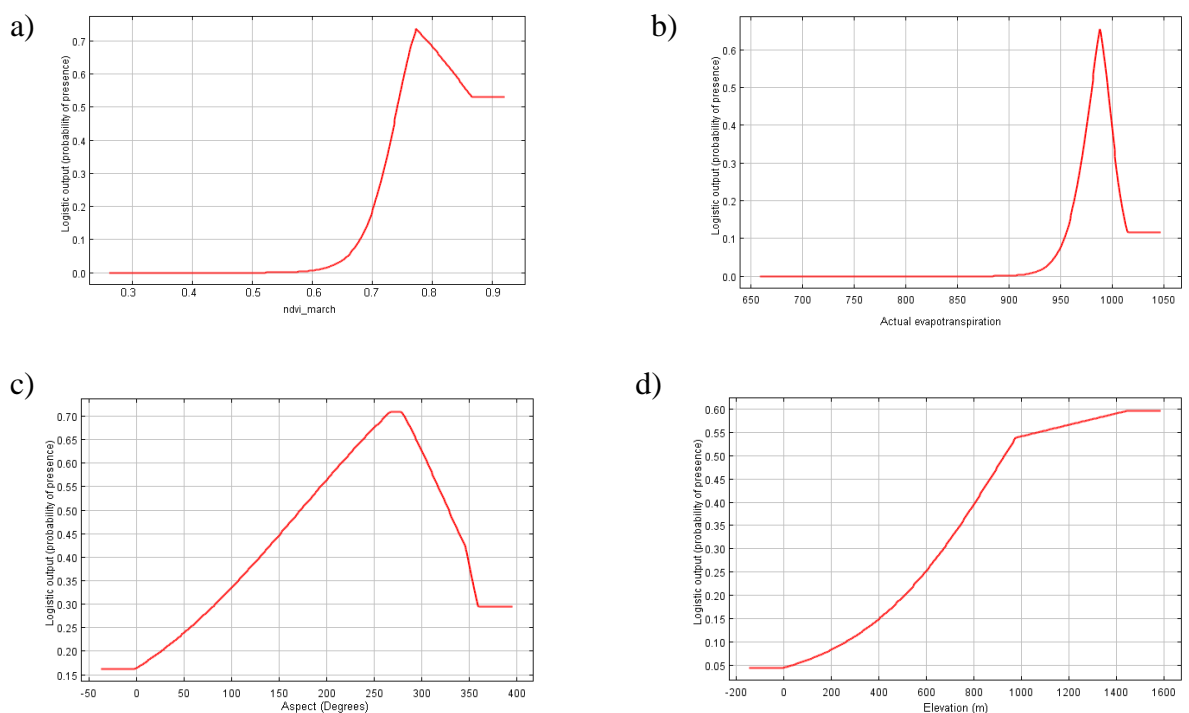 a)
Logistic output (probability of presence)
0.7
0.6
0.5
0.4
0.3
0.2
0.1
0.0
0.3 0.4 0.5 0.6 0.7 0.8 0.9
ndvi_march
b)
Logistic output (probability of presence)
0.6
0.5
0.4
0.3
0.2
0.1
0.0
650 700 750 800 850 900 950 1000 1050
Actual evapotranspiration
c)
Logistic output (probability of presence)
0.70
0.65
0.60
0.55
0.50
0.45
0.40
0.35
0.30
0.25
0.20
0.15
-50 0 50 100 150 200 250 300 350 400
Aspect (Degrees)
d)
Logistic output (probability of presence)
0.60
0.55
0.50
0.45
0.40
0.35
0.30
0.25
0.20
0.15
0.10
0.05
-200 0 200 400 600 800 1000 1200 1400 1600
Elevation (m)